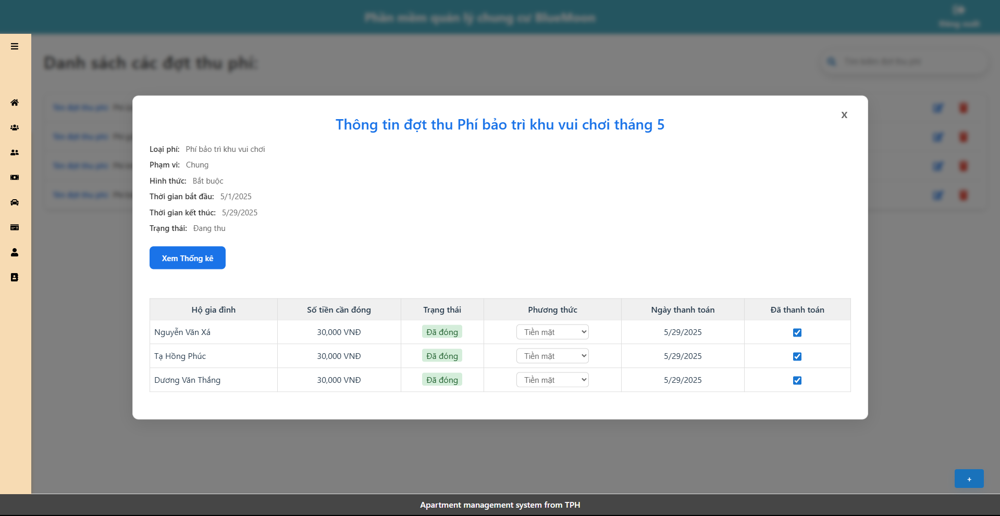 Phần mềm quản lý chung cư BlueMoon
Đăng xuất
Danh sách các đợt thu phí:
Tìm kiếm đợt thu phí
Tên đợt thu phí
Tên đợt thu phí
Tên đợt thu phí
Tên đợt thu phí
X
Thông tin đợt thu Phí bảo trì khu vui chơi tháng 5
Loại phí: Phí bảo trì khu vui chơi
Phạm vi: Chung
Hình thức: Bắt buộc
Thời gian bắt đầu: 5/1/2025
Thời gian kết thúc: 5/29/2025
Trạng thái: Đang thu
Xem Thống kê
Hộ gia đình Số tiền cần đóng Trạng thái Phương thức Ngày thanh toán Đã thanh toán
Nguyễn Văn Xá 30,000 VNĐ Đã đóng Tiền mặt 5/29/2025
Tạ Hồng Phúc 30,000 VNĐ Đã đóng Tiền mặt 5/29/2025
Dương Văn Thắng 30,000 VNĐ Đã đóng Tiền mặt 5/29/2025
+
Apartment management system from TPH